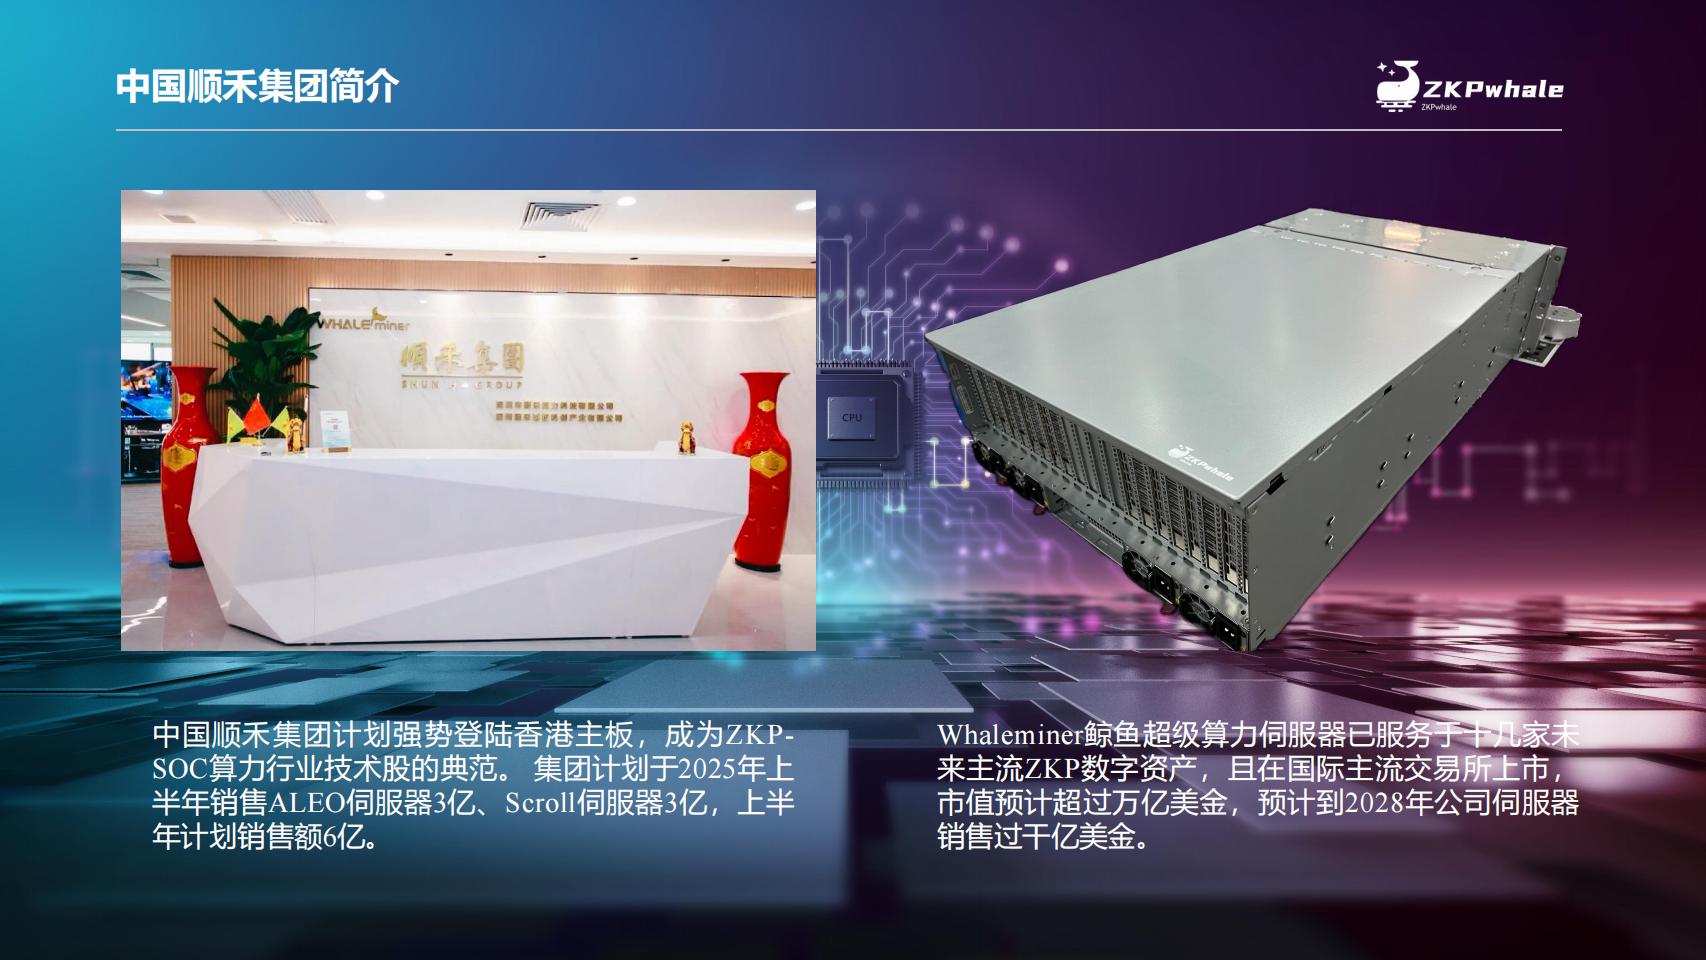 中国顺禾集团简介
ZKPwhale
ZKPwhale
WHALEminer
顺禾集团
SHUN HE GROUP
CPU
ZKPwhale
中国顺禾集团计划强势登陆香港主板，成为ZKP-
SOC算力行业技术股的典范。 集团计划于2025年上
半年销售ALEO伺服器3亿、Scroll伺服器3亿，上半
年计划销售额6亿。
Whaleminer鲸鱼超级算力伺服器已服务于十几家未
来主流ZKP数字资产，且在国际主流交易所上市，
市值预计超过万亿美金，预计到2028年公司伺服器
销售过千亿美金。